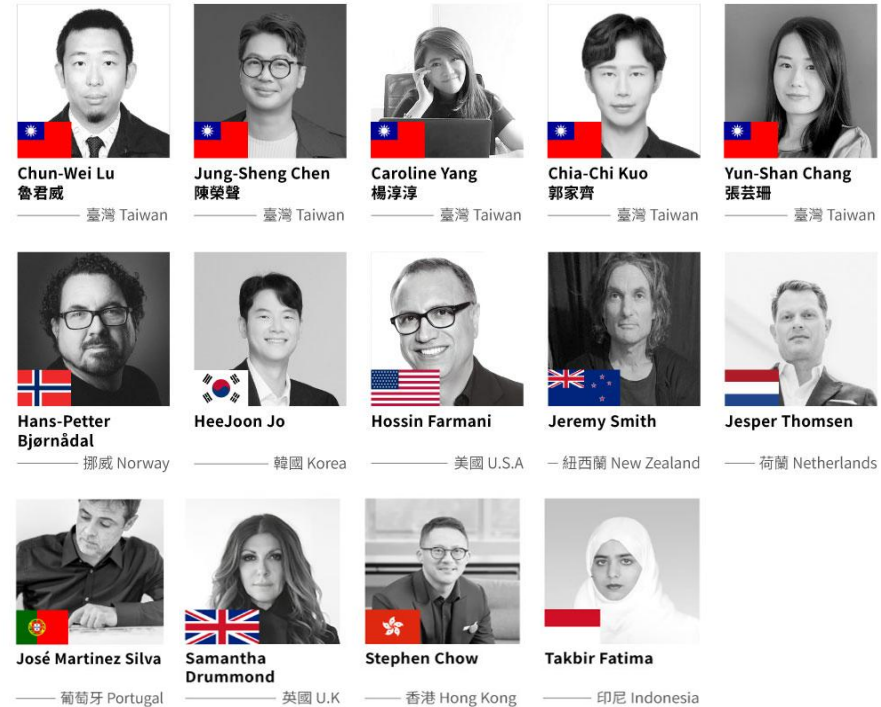 Chun-Wei Lu
魯君威
臺灣 Taiwan
Jung-Sheng Chen
陳榮聲
臺灣 Taiwan
Caroline Yang
楊淳淳
臺灣 Taiwan
Chia-Chi Kuo
郭家齊
臺灣 Taiwan
Yun-Shan Chang
張芸珊
臺灣 Taiwan
Hans-Petter
Bjørnådal
挪威 Norway
HeeJoon Jo
韓國 Korea
Hossin Farmani
美國 U.S.A
Jeremy Smith
紐西蘭 New Zealand
Jesper Thomsen
荷蘭 Netherlands
José Martinez Silva
葡萄牙 Portugal
Samantha
Drummond
英國 U.K
Stephen Chow
香港 Hong Kong
Takbir Fatima
印尼 Indonesia